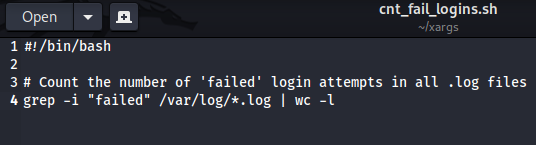 Open
cnt_fail_logins.sh
~/xargs
1 #!/bin/bash
2
3 # Count the number of 'failed' login attempts in all .log files
4 grep -i "failed" /var/log/*.log | wc -l